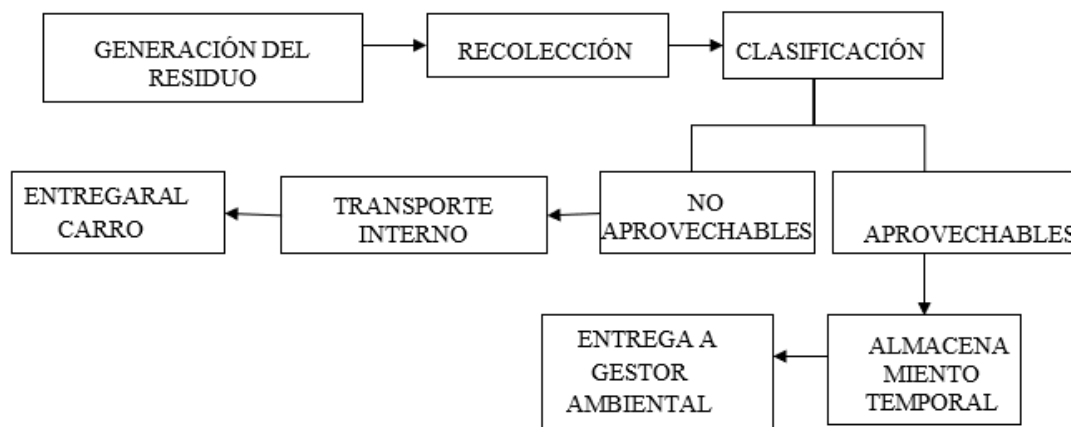 GENERACIÓN DEL
RESIDUO
RECOLECCIÓN
CLASIFICACIÓN
ENTREGARAL
CARRO
TRANSPORTE
INTERNO
NO
APROVECHABLES
APROVECHABLES
ENTREGA A
GESTOR
AMBIENTAL
ALMACENA
MIENTO
TEMPORAL